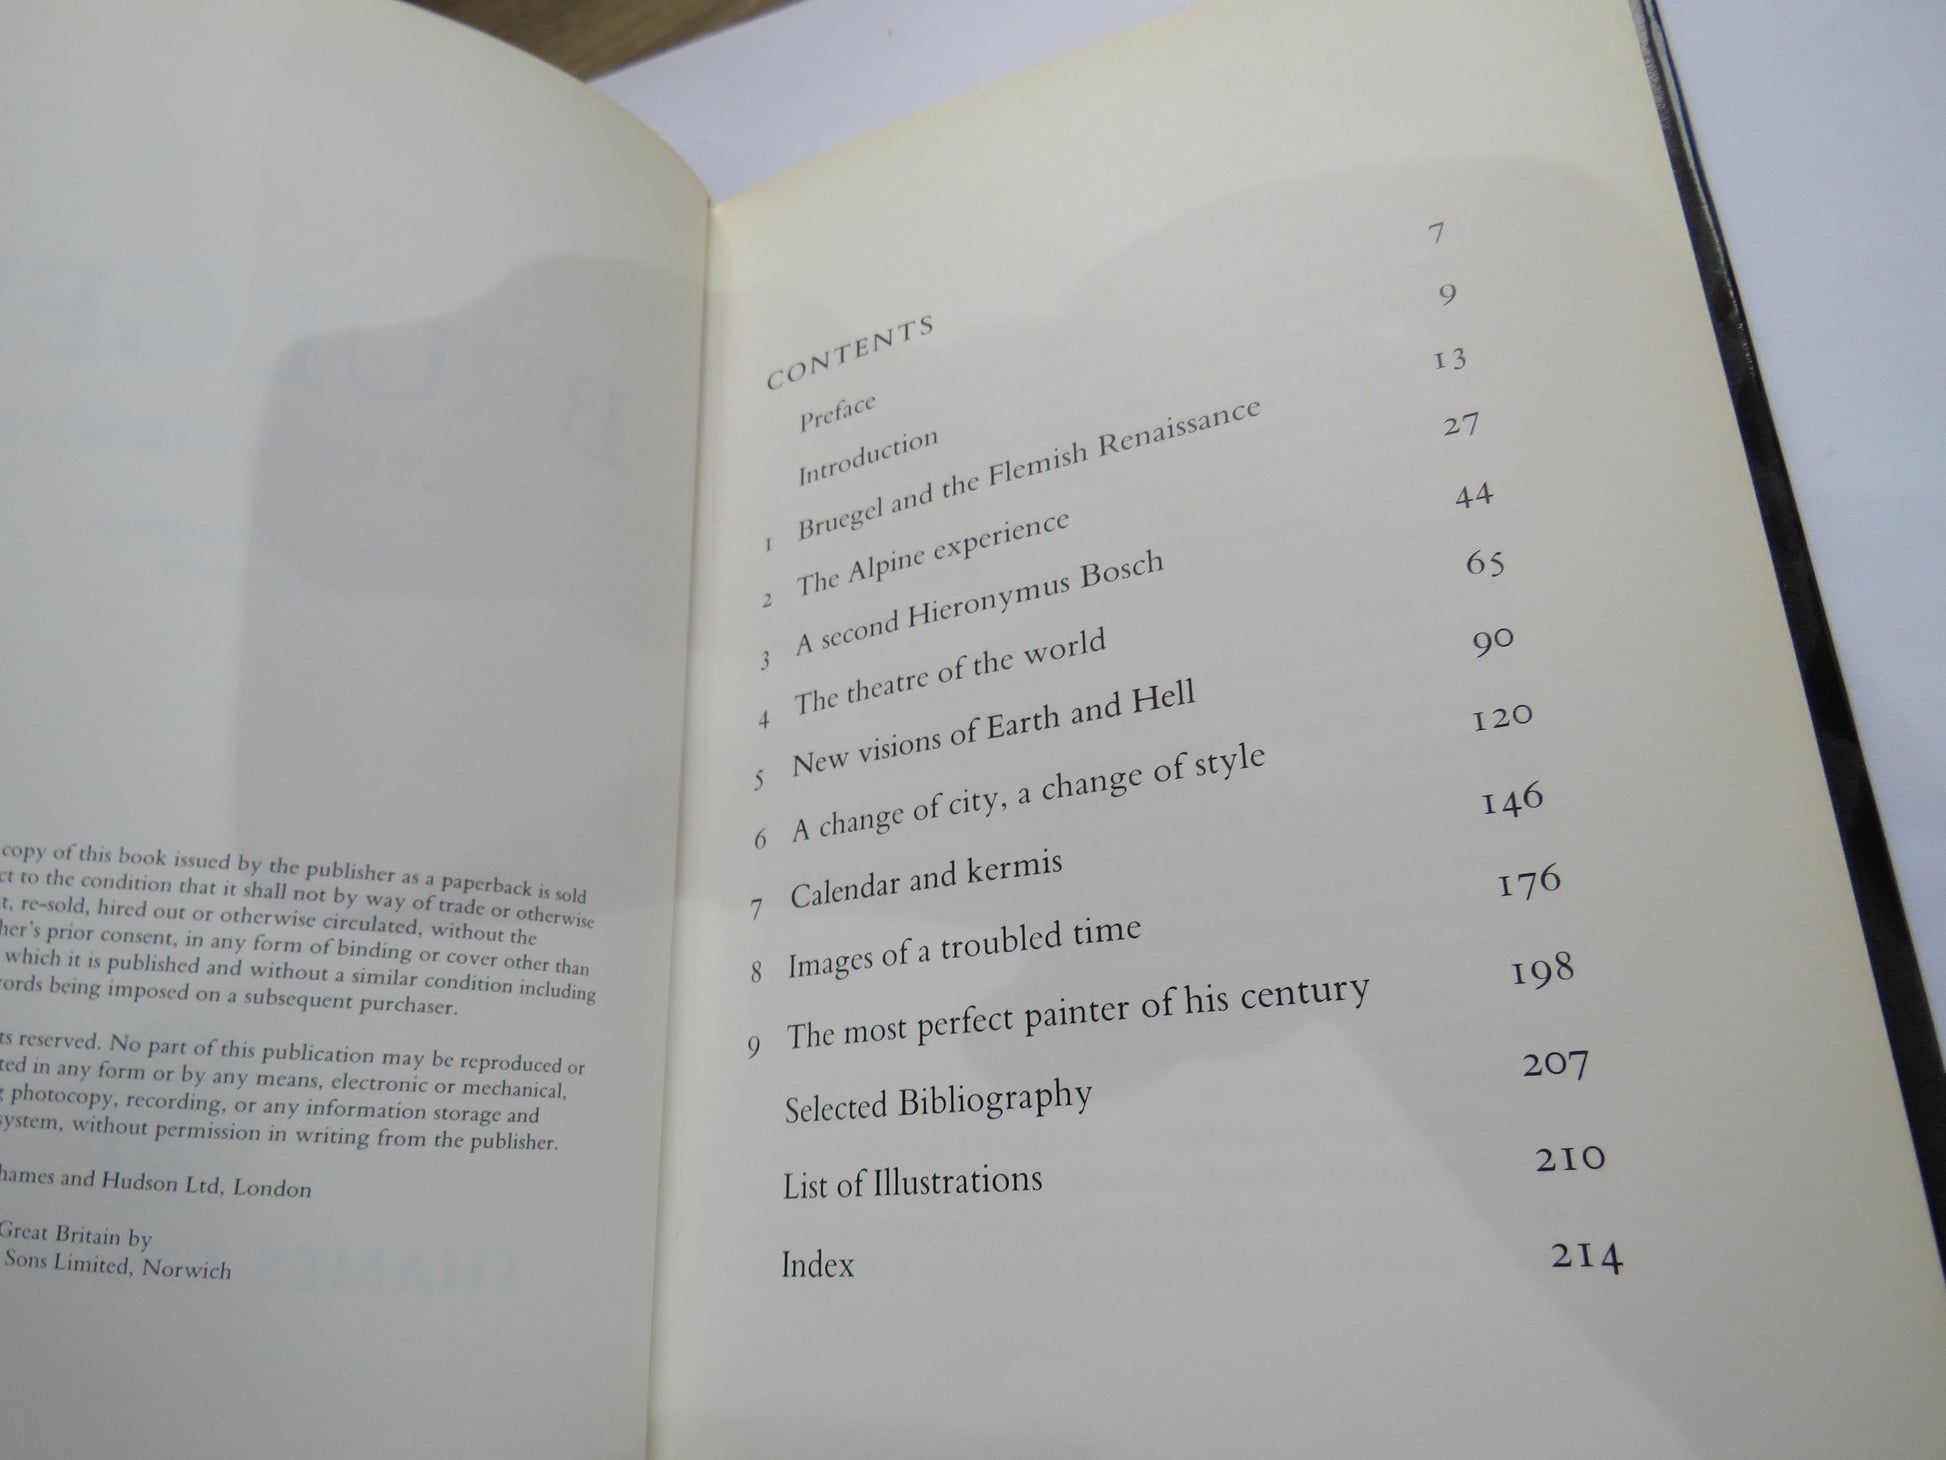 copy of this book issued by the publisher as a paperback is sold
to the condition that it shall not by way of trade or otherwise
re-sold, hired out or otherwise circulated, without the
prior consent, in any form of binding or cover other than
which it is published and without a similar condition including
being imposed on a subsequent purchaser.
reserved. No part of this publication may be reproduced or
in any form or by any means, electronic or mechanical,
photocopy, recording, or any information storage and
system, without permission in writing from the publisher.
and Hudson Ltd, London
Great Britain by
Sons Limited, Norwich
CONTENTS
Preface 7
Introduction 9
1 Bruegel and the Flemish Renaissance 13
2 The Alpine experience 27
3 A second Hieronymus Bosch 44
4 The theatre of the world 65
5 New visions of Earth and Hell 90
6 A change of city, a change of style 120
7 Calendar and kermis 146
8 Images of a troubled time 176
9 The most perfect painter of his century 198
Selected Bibliography 207
List of Illustrations 210
Index 214